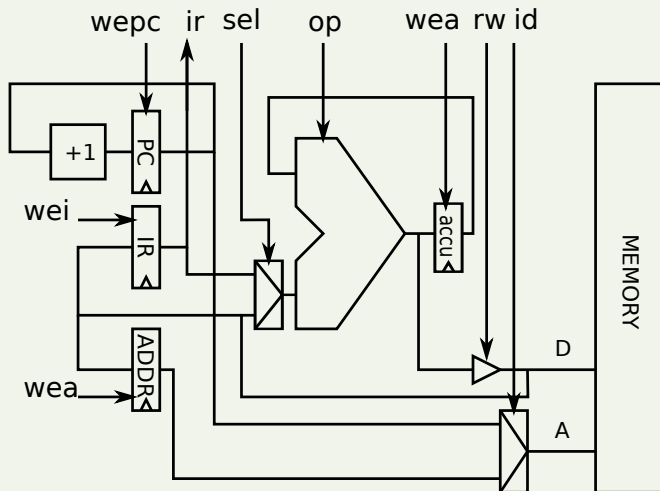 wepc ir sel op wea rw id
+1
PC
wei
IR
accu
MEMORY
ADDR
wea
D
A